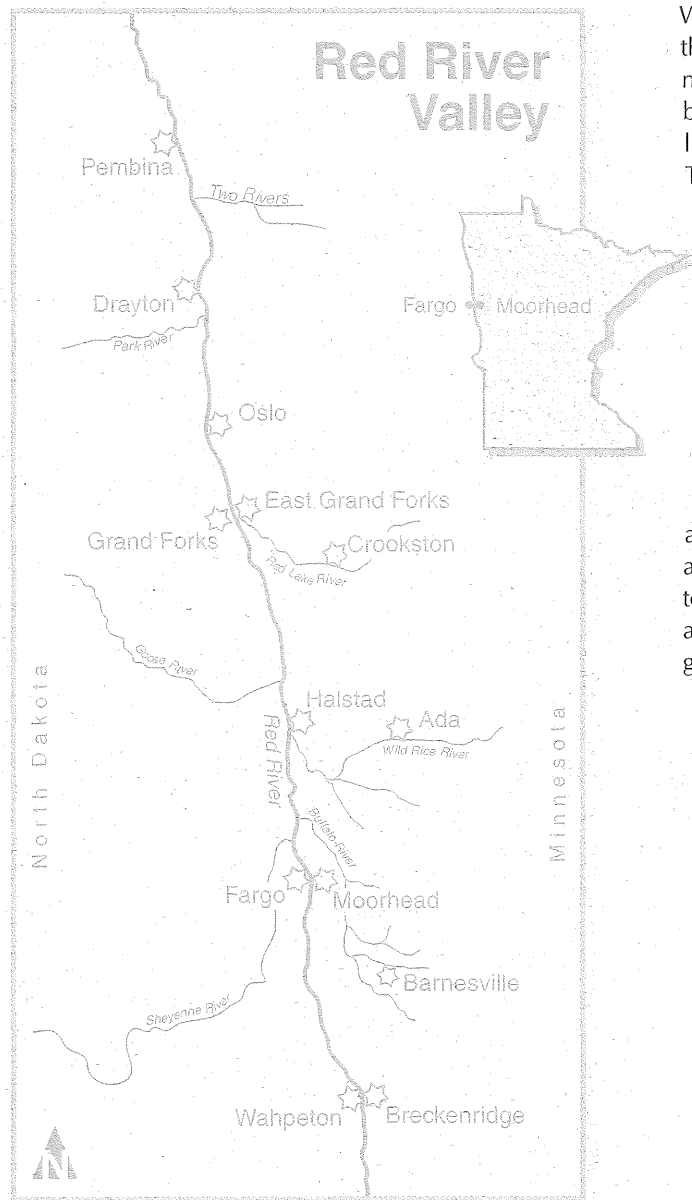 Red River
Valley
Pembina
Two Rivers
Fargo
Moorhead
Drayton
Park River
Oslo
East Grand Forks
Grand Forks
Crookston
Red Lake River
Goose River
North Dakota
Halstad
Ada
Red River
Wild Rice River
Minnesota
Buffalo River
Fargo
Moorhead
Barnesville
Sheyenne River
Wahpeton
Breckenridge
N